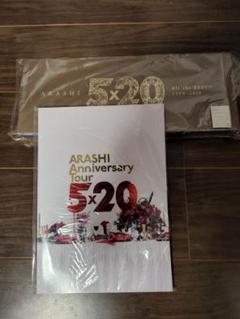 ARASHI 5×20 All the BEST!! 1999-2019
ARASHI
Anniversary
Tour
5×20